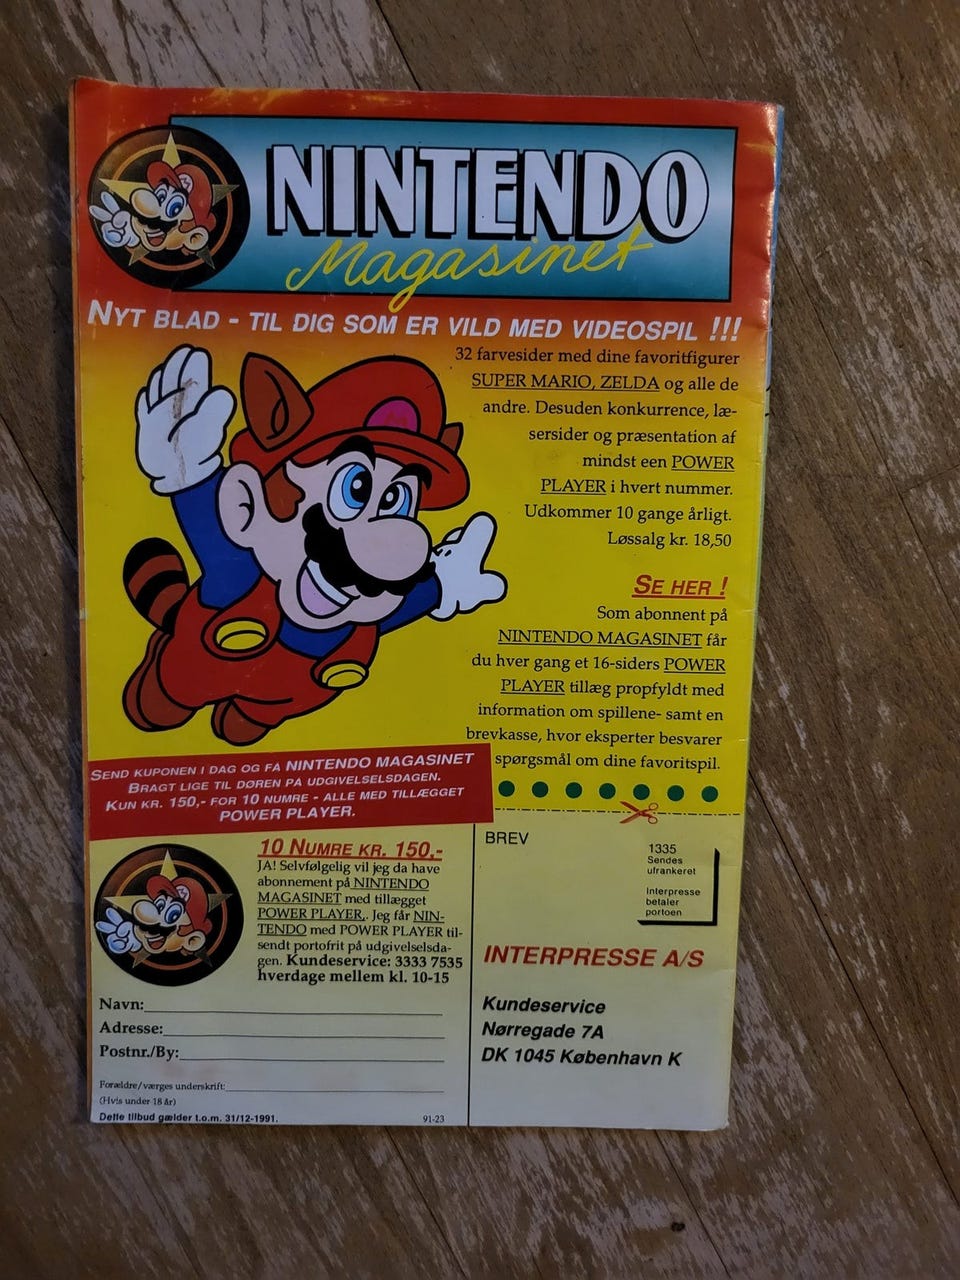 NINTENDO
Magasinet
NYT BLAD - TIL DIG SOM ER VILD MED VIDEOSPIL !!!
32 farvesider med dine favoritfigurer
SUPER MARIO, ZELDA og alle de
andre. Desuden konkurrence, læ-
sersider og præsentation af
mindst een POWER
PLAYER i hvert nummer.
Udkommer 10 gange årligt.
Løssalg kr. 18,50
SE HER !
Som abonnent på
NINTENDO MAGASINET får
du hver gang et 16-siders POWER
PLAYER tillæg propfyldt med
information om spillene- samt en
brevkasse, hvor eksperter besvarer
spørgsmål om dine favoritspil.
SEND KUPONEN I DAG OG FA NINTENDO MAGASINET
BRAGT LIGE TIL DØREN PA UDGIVELSELSDAGEN.
KUN KR. 150,- FOR 10 NUMRE - ALLE MED TILLÆGGET
POWER PLAYER.
10 NUMRE KR. 150,-
JA! Selvfølgelig vil jeg da have
abonnement på NINTENDO
MAGASINET med tillægget
POWER PLAYER,. Jeg får NIN-
TENDO med POWER PLAYER til-
sendt portofrit på udgivelsesda-
gen. Kundeservice: 3333 7535
hverdage mellem kl. 10-15
Navn:
Adresse:
Postnr./By:
Forældre/værges underskrift:
(Hvis under 18 år)
Dette tilbud gælder t.o.m. 31/12-1991.
91-23
BREV
1335
Sendes
ufrankeret
Interpresse
betaler
portoen
INTERPRESSE A/S
Kundeservice
Nørregade 7A
DK 1045 København K